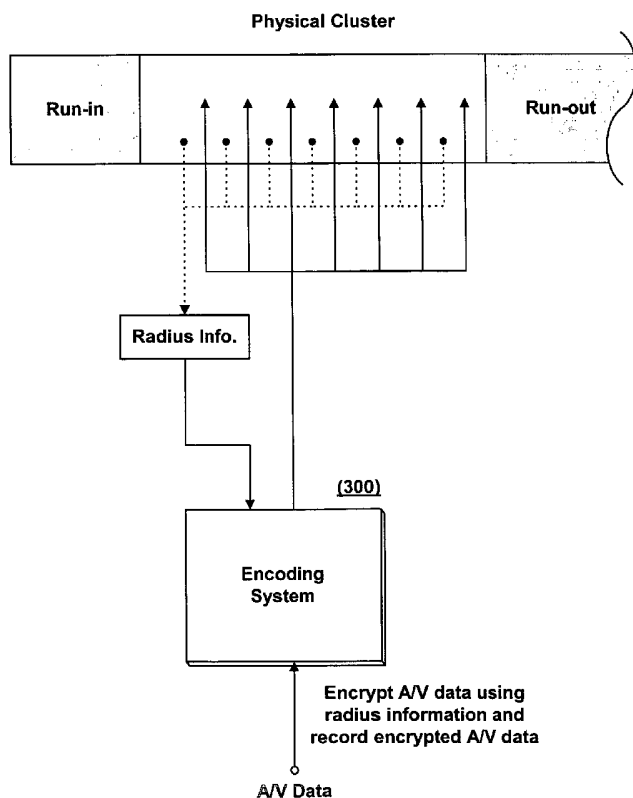 Physical Cluster
Run-in
Run-out
Radius Info.
(300)
Encoding
System
Encrypt A/V data using
radius information and
record encrypted A/V data
A/V Data